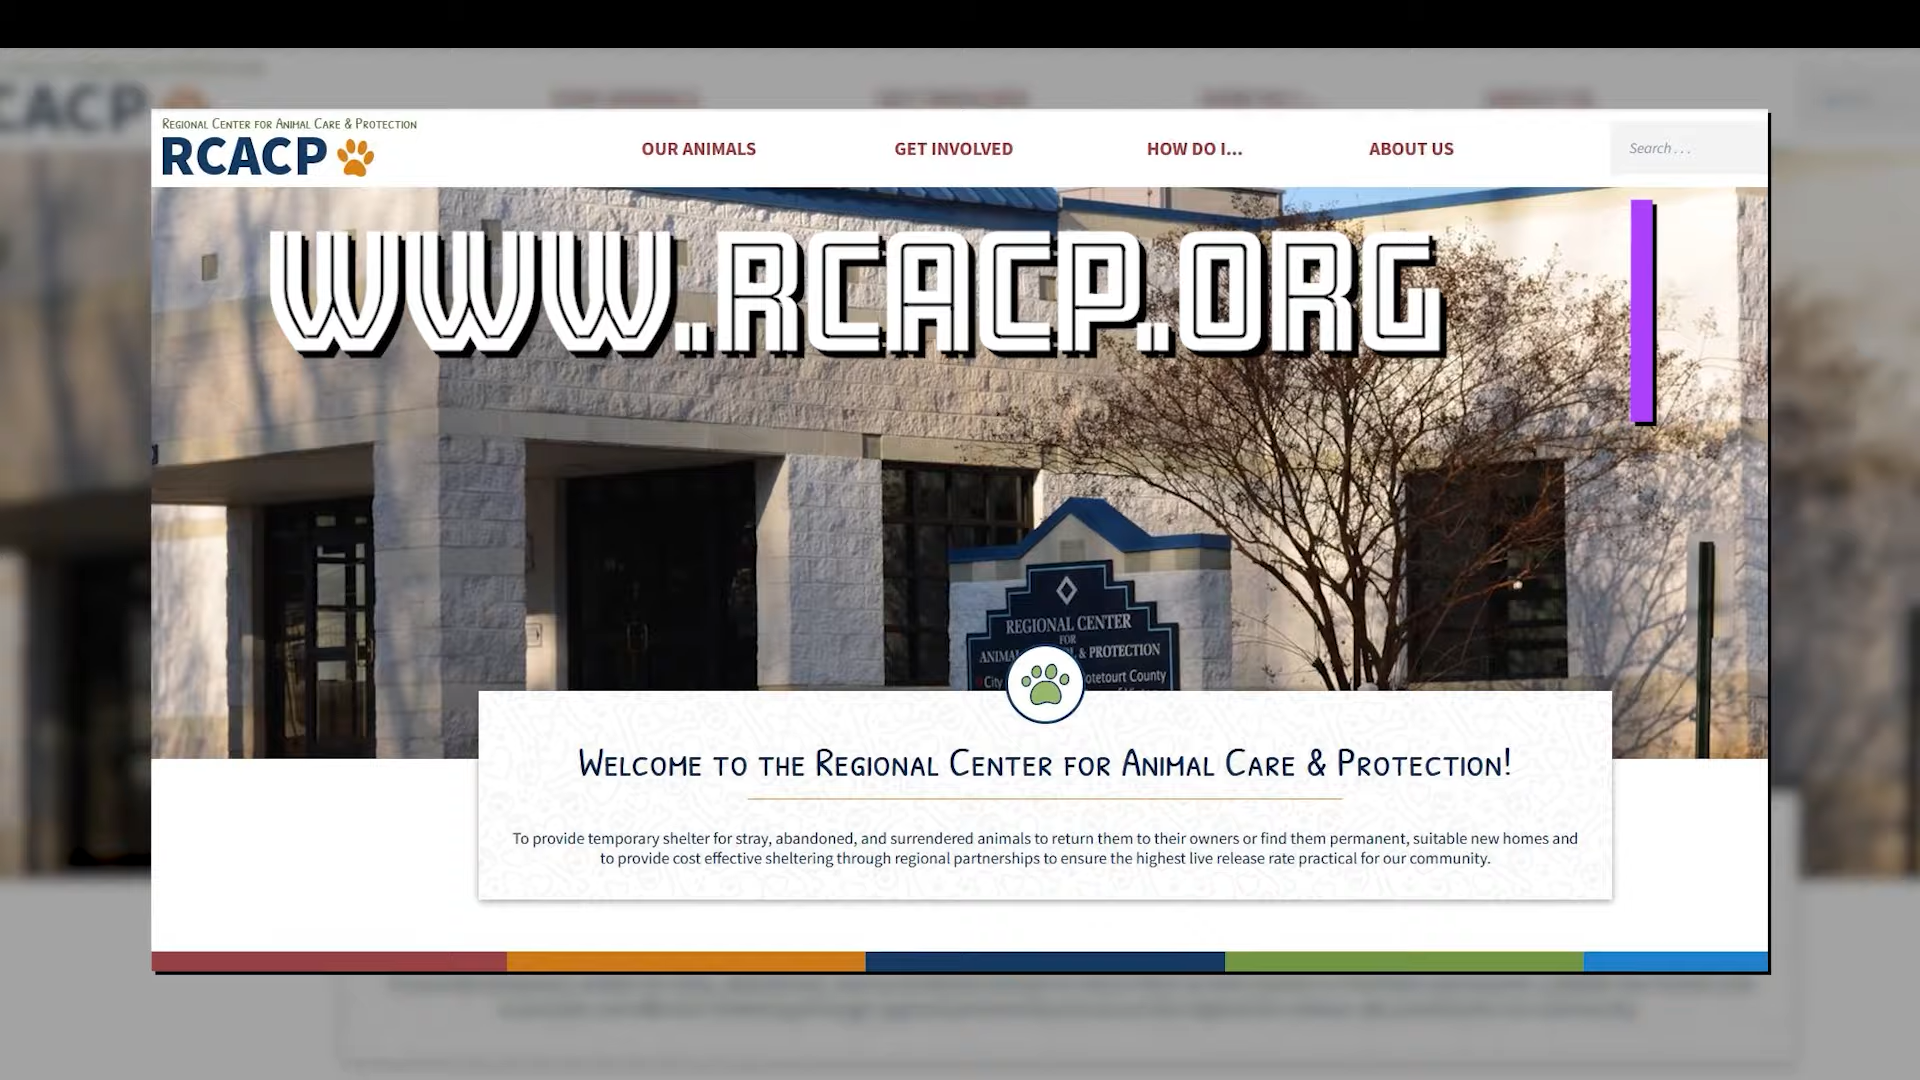 REGIONAL CENTER FOR ANIMAL CARE & PROTECTION
RCACP
OUR ANIMALS
GET INVOLVED
HOW DO I...
ABOUT US
Search . . .
WWW.RCACP.ORG
REGIONAL CENTER
FOR
& PROTECTION
City
County
WELCOME TO THE REGIONAL CENTER FOR ANIMAL CARE & PROTECTION!
To provide temporary shelter for stray, abandoned, and surrendered animals to return them to their owners or find them permanent, suitable new homes and
to provide cost effective sheltering through regional partnerships to ensure the highest live release rate practical for our community.